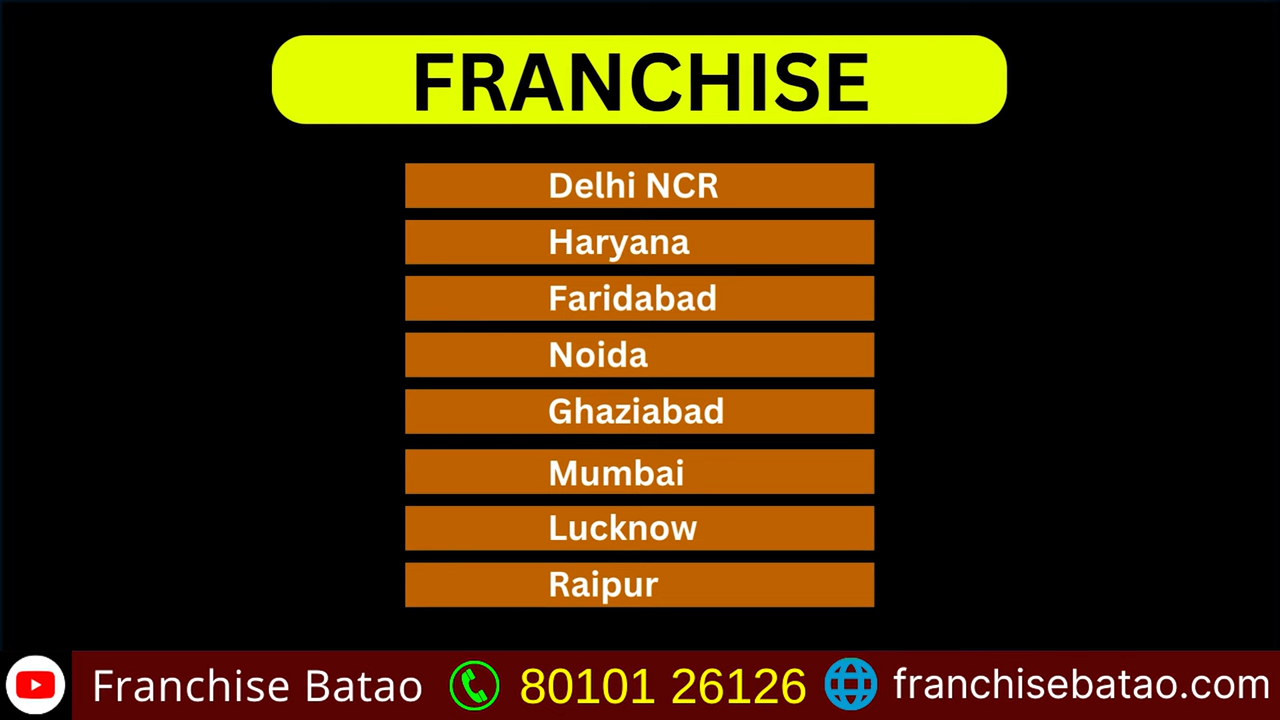 FRANCHISE
Delhi NCR
Haryana
Faridabad
Noida
Ghaziabad
Mumbai
Lucknow
Raipur
Franchise Batao 80101 26126 franchisebatao.com